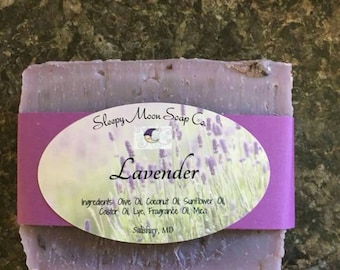 Sleepy Moon Soap Co.
Lavender
Ingredients: Olive Oil, Coconut Oil, Sunflower Oil,
Castor Oil, Lye, Fragrance Oil, Mica
Salisbury, MD